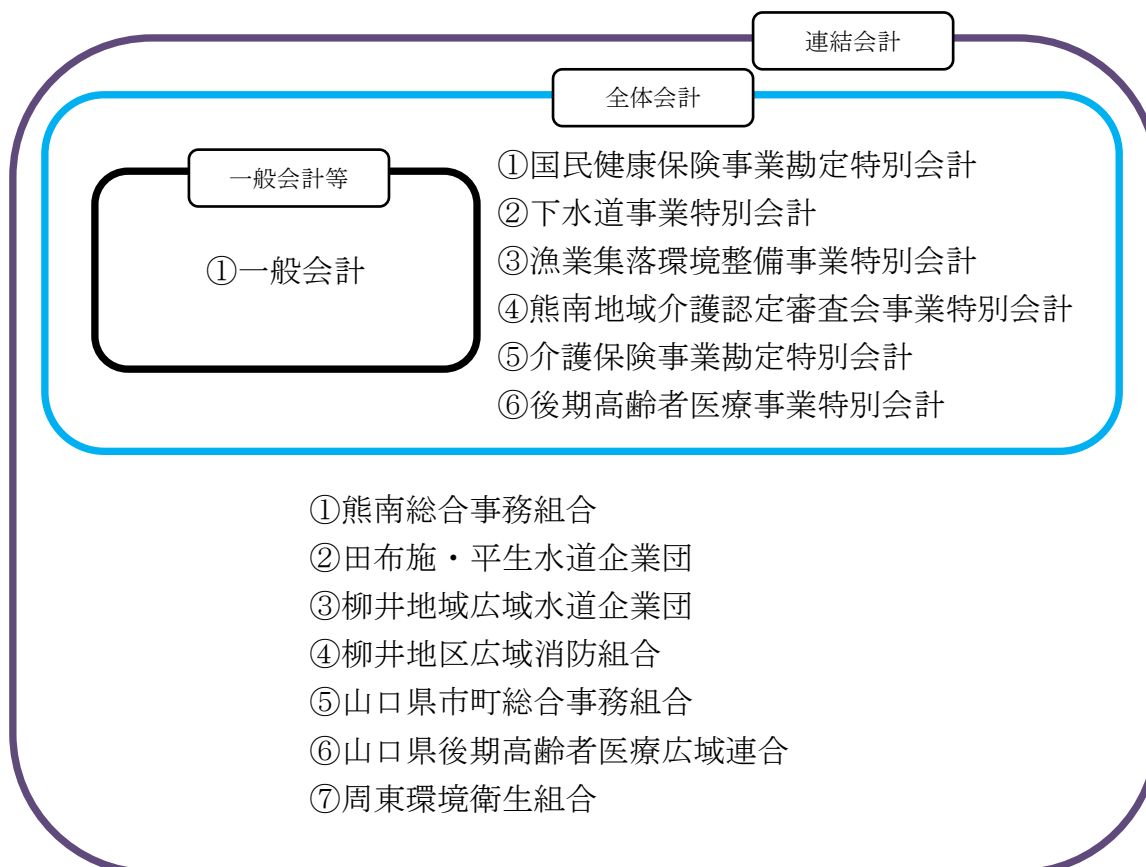 連結会計
全体会計
一般会計等
①一般会計
①国民健康保険事業勘定特別会計
②下水道事業特別会計
③漁業集落環境整備事業特別会計
④熊南地域介護認定審査会事業特別会計
⑤介護保険事業勘定特別会計
⑥後期高齢者医療事業特別会計
①熊南総合事務組合
②田布施・平生水道企業団
③柳井地域広域水道企業団
④柳井地区広域消防組合
⑤山口県市町総合事務組合
⑥山口県後期高齢者医療広域連合
⑦周東環境衛生組合